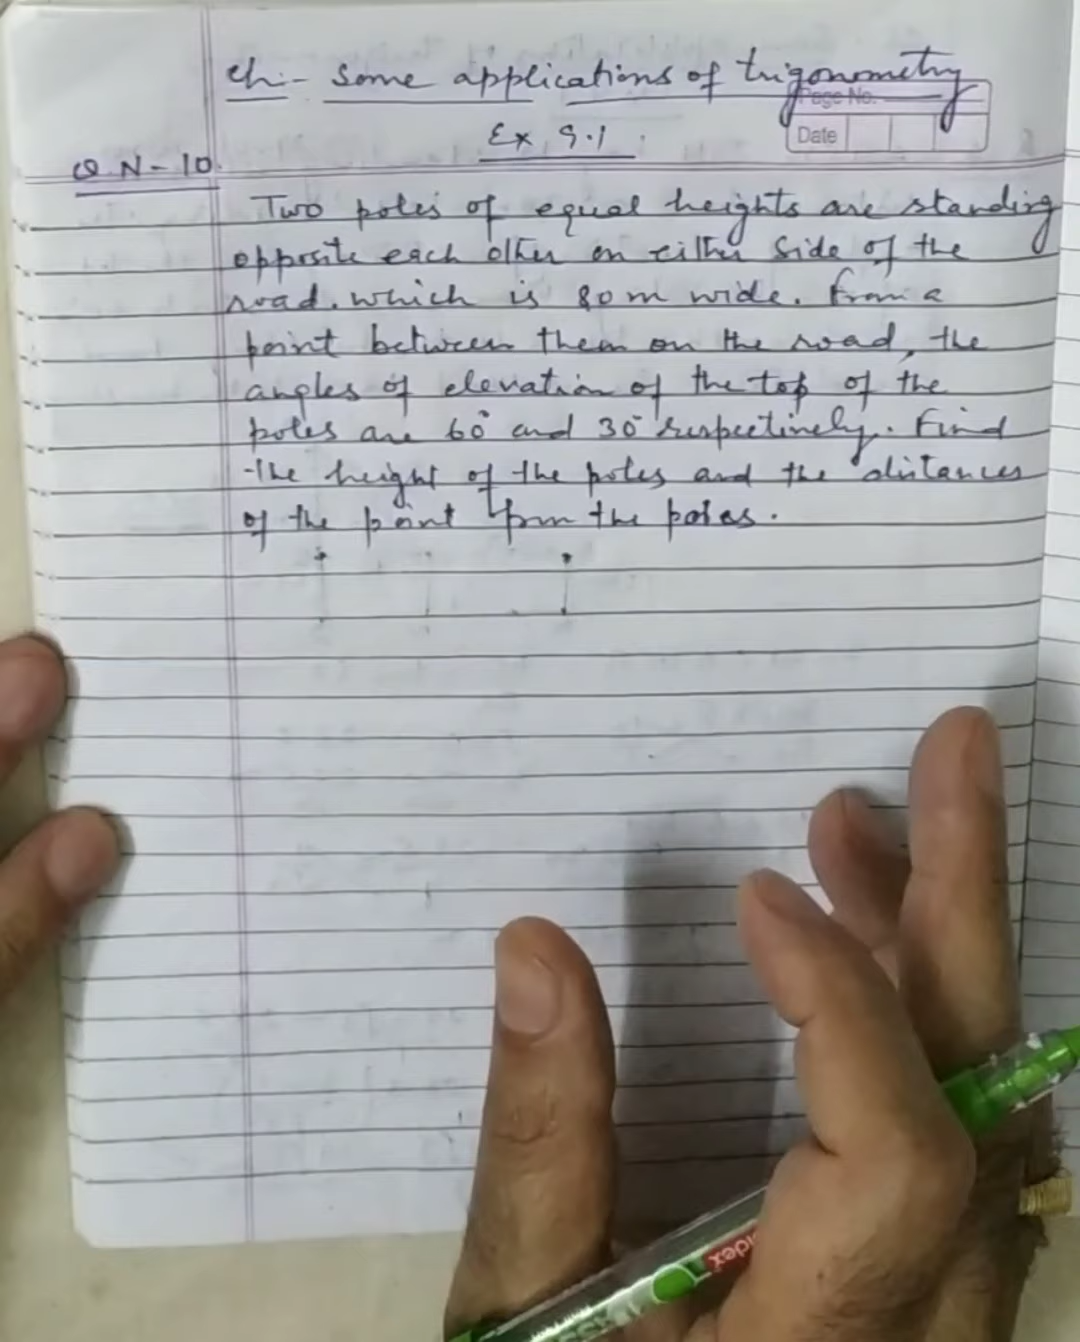 Ch:- Some applications of trigonometry
Page No.
Date
Ex 9.1
Q.N-10.
Two poles of equal heights are standing
opposite each other on either side of the
road. which is 80m wide. From a
point between them on the road, the
angles of elevation of the top of the
poles are 60° and 30° respectively. Find
the height of the poles and the distances
of the point from the poles.